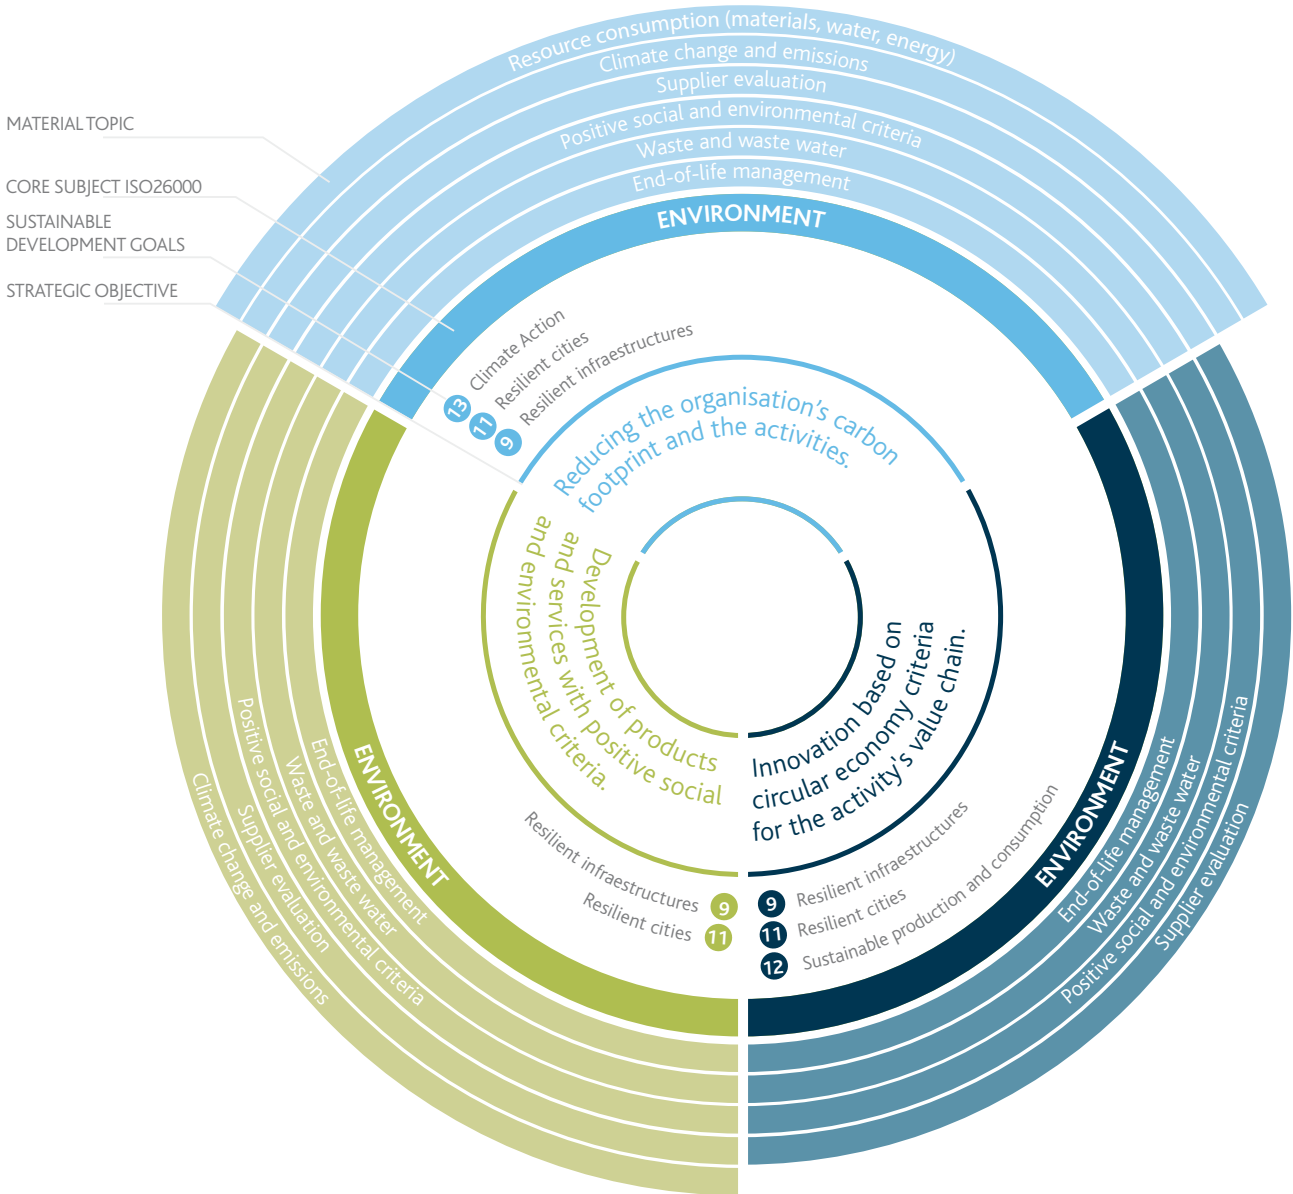 Resource consumption (materials, water, energy)
Climate change and emissions
Supplier evaluation
Positive social and environmental criteria
Waste and waste water
End-of-life management
ENVIRONMENT
MATERIAL TOPIC
CORE SUBJECT ISO26000
SUSTAINABLE
DEVELOPMENT GOALS
STRATEGIC OBJECTIVE
13 Climate Action
11 Resilient cities
9 Resilient infraestructures
Reducing the organisation's carbon
footprint and the activities.
Development of products
and services with positive social
and environmental criteria.
Innovation based on
circular economy criteria
for the activity's value chain.
Resilient infraestructures 9
Resilient cities 11
9 Resilient infraestructures
11 Resilient cities
12 Sustainable production and consumption
ENVIRONMENT
End-of-life management
Waste and waste water
Positive social and environmental criteria
Supplier evaluation
Climate change and emissions
ENVIRONMENT
End-of-life management
Waste and waste water
Positive social and environmental criteria
Supplier evaluation